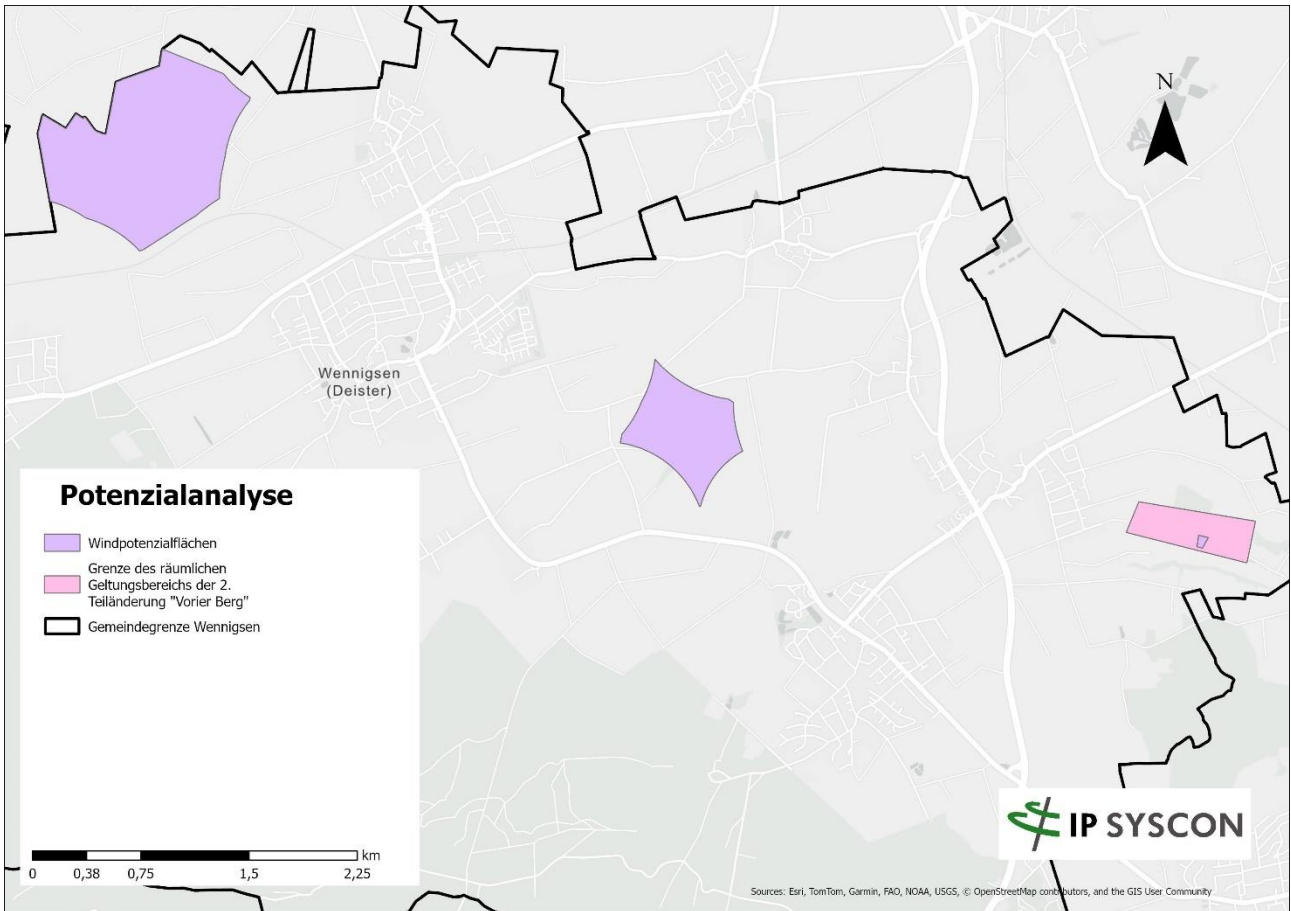 N
Wennigsen
(Deister)
Potenzialanalyse
Windpotenzialflächen
Grenze des räumlichen
Geltungsbereichs der 2.
Teiländerung "Vorier Berg"
Gemeindegrenze Wennigsen
km
0 0,38 0,75 1,5 2,25
IP SYSCON
Sources: Esri, TomTom, Garmin, FAO, NOAA, USGS, © OpenStreetMap contributors, and the GIS User Community